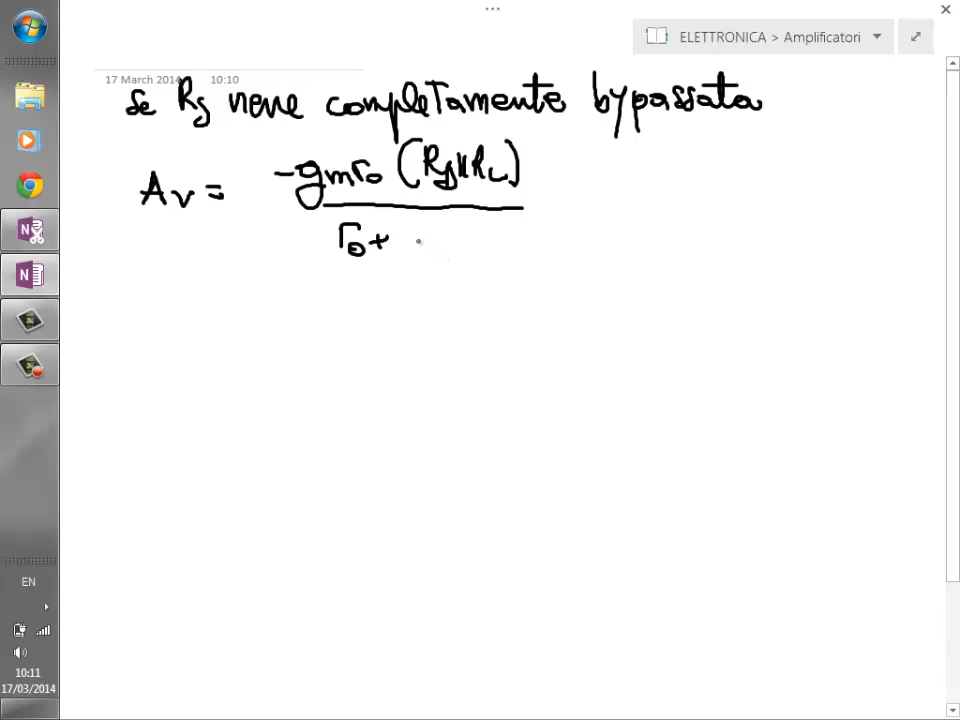 ELETTRONICA > Amplificatori
17 March 2014 10:10
Se Rs viene completamente bypassata
Av = -gmro (Rd||RL)
ro +
EN
10:11
17/03/2014